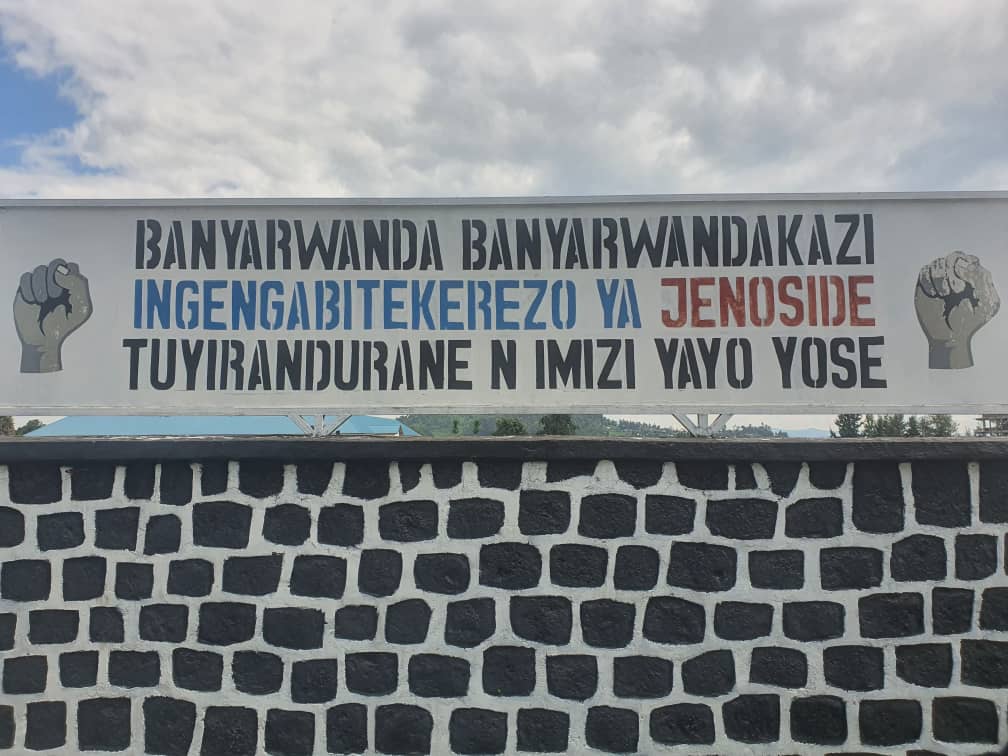 BANYARWANDA BANYARWANDAKAZI
INGENGABITEKEREZO YA JENOSIDE
TUYIRANDURANE N IMIZI YAYO YOSE